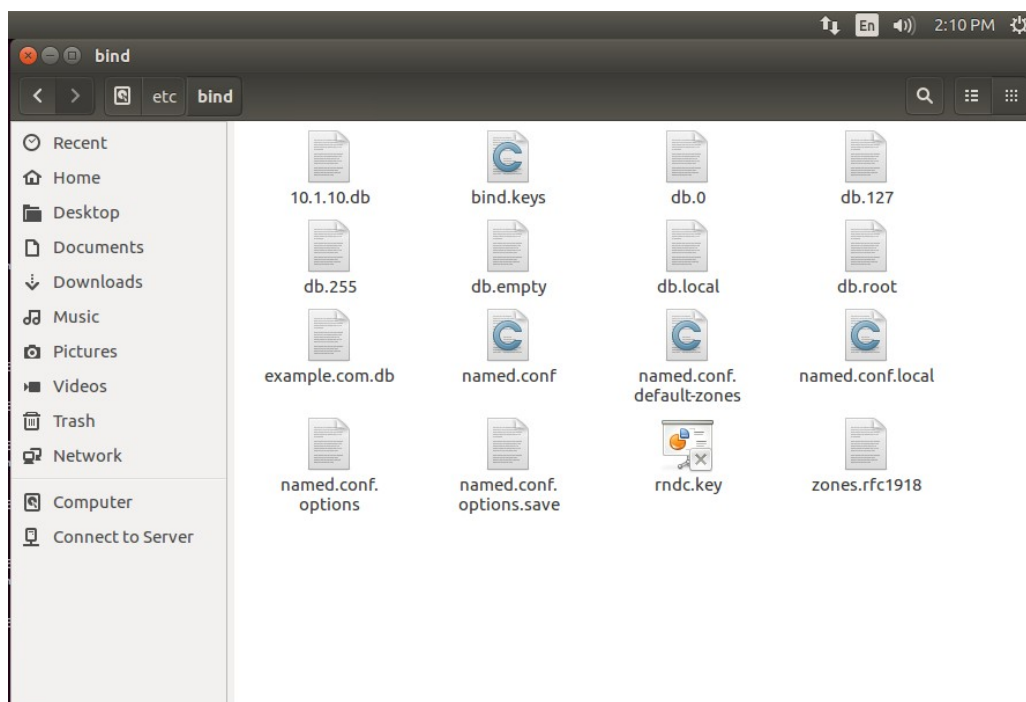 En 2:10 PM
bind
etc bind
Recent
Home
Desktop
Documents
Downloads
Music
Pictures
Videos
Trash
Network
Computer
Connect to Server
10.1.10.db
bind.keys
db.0
db.127
db.255
db.empty
db.local
db.root
example.com.db
named.conf
named.conf.
default-zones
named.conf.local
named.conf.
options
named.conf.
options.save
rndc.key
zones.rfc1918